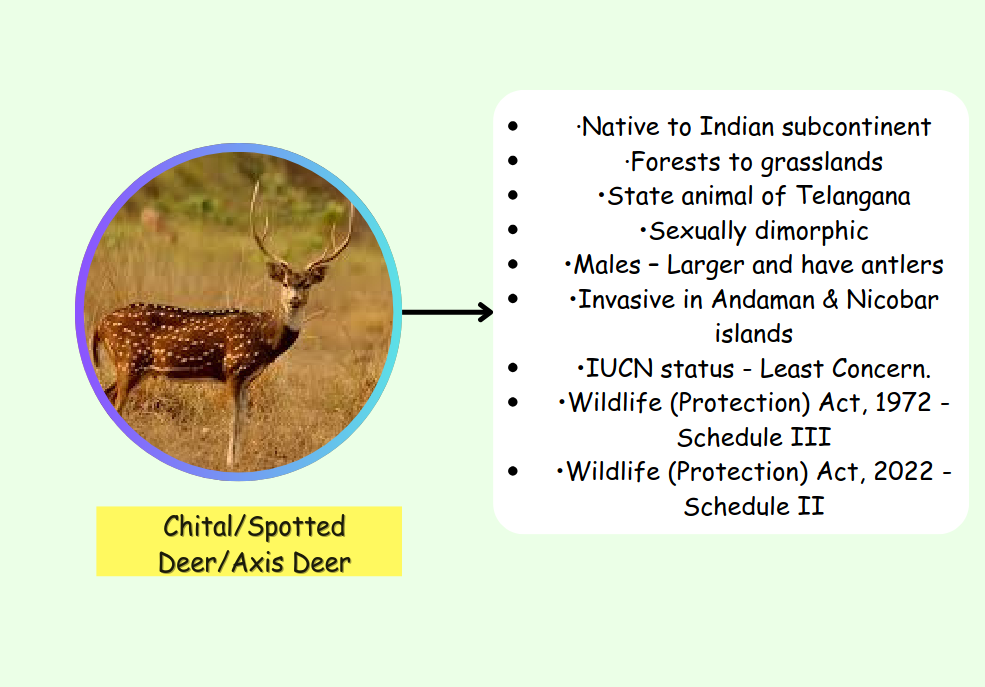 • ·Native to Indian subcontinent
• ·Forests to grasslands
• •State animal of Telangana
• •Sexually dimorphic
• •Males – Larger and have antlers
• •Invasive in Andaman & Nicobar
islands
• •IUCN status - Least Concern.
• •Wildlife (Protection) Act, 1972 -
Schedule III
• •Wildlife (Protection) Act, 2022 -
Schedule II
Chital/Spotted
Deer/Axis Deer